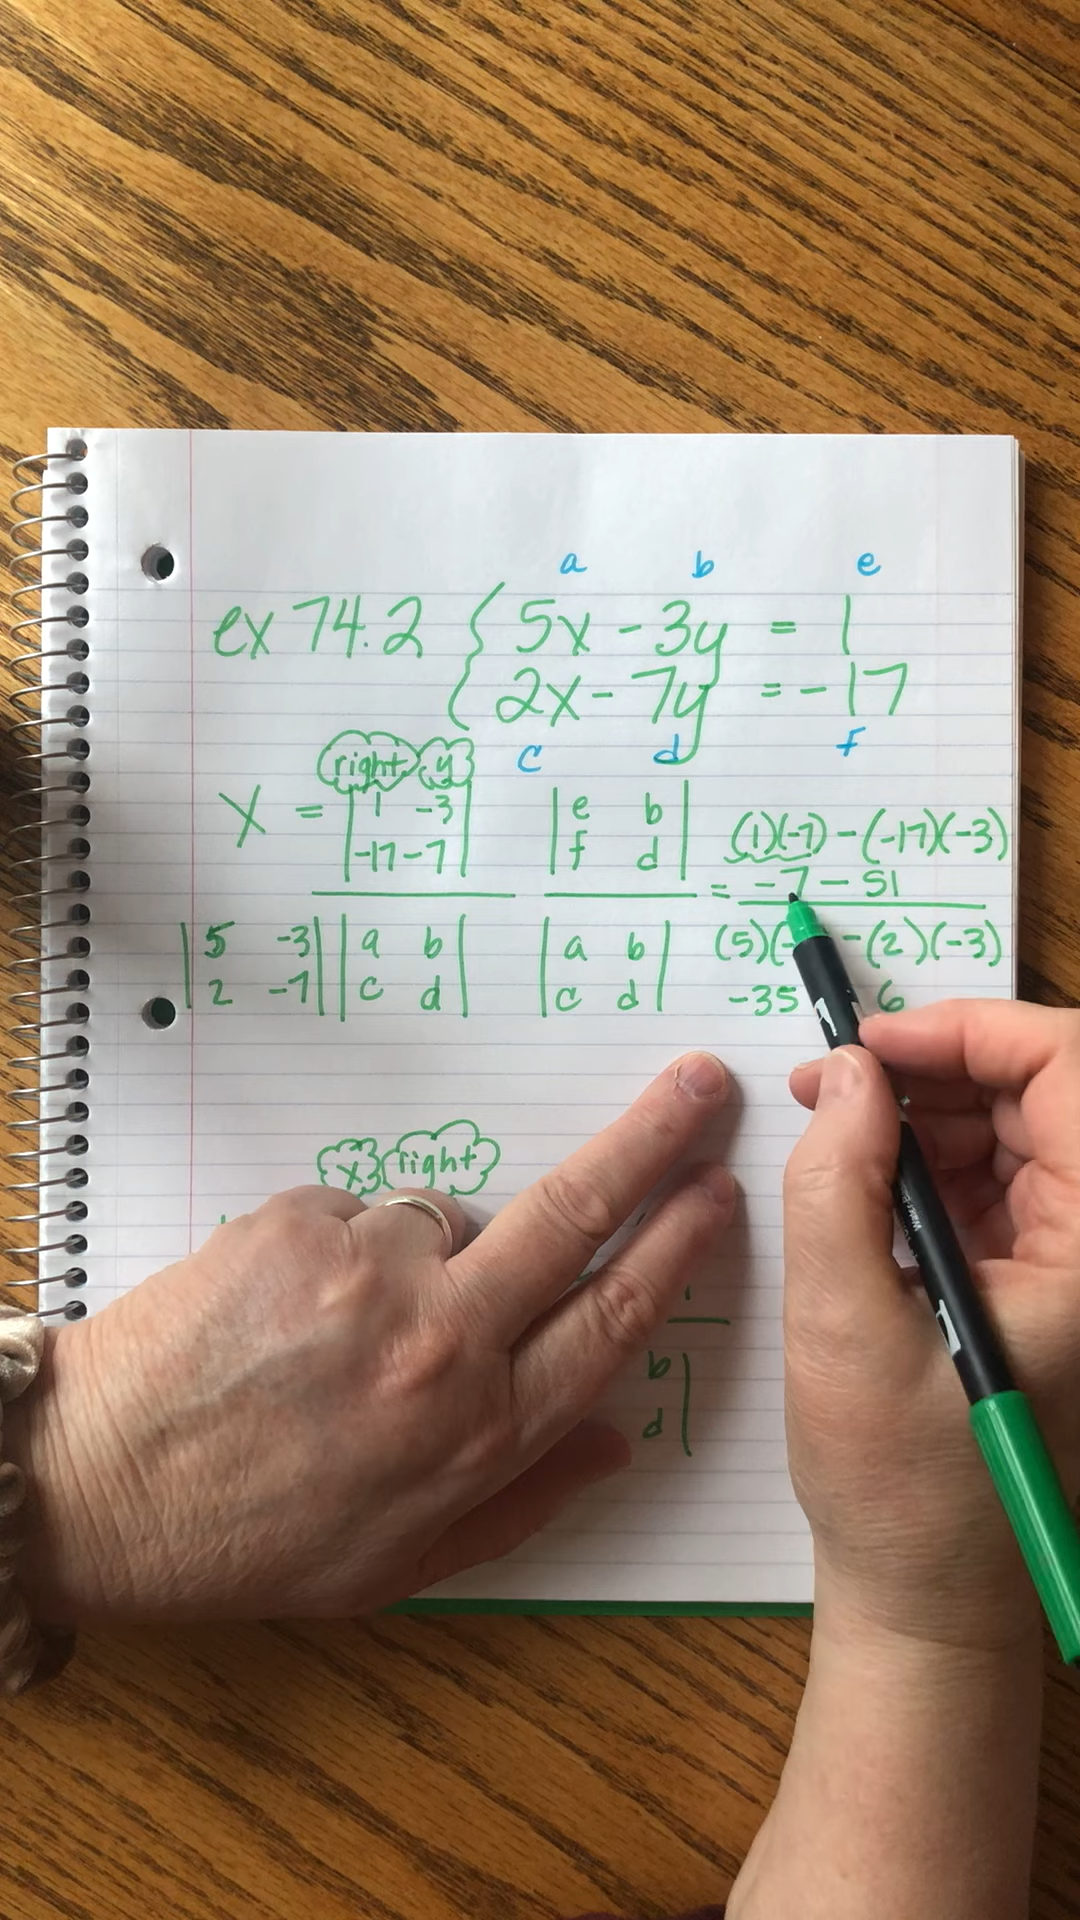 a b e
ex 74.2 { 5x - 3y = 1
2x - 7y = -17
c d f
right y
X = | 1 -3 | | e b | (1)(-7) - (-17)(-3)
| -17 -7 | | f d | = -7 - 51
| 5 -3 | | a b | | a b | (5)(- - (2)(-3)
| 2 -7 | | c d | | c d | -35 6
x right
b |
d |